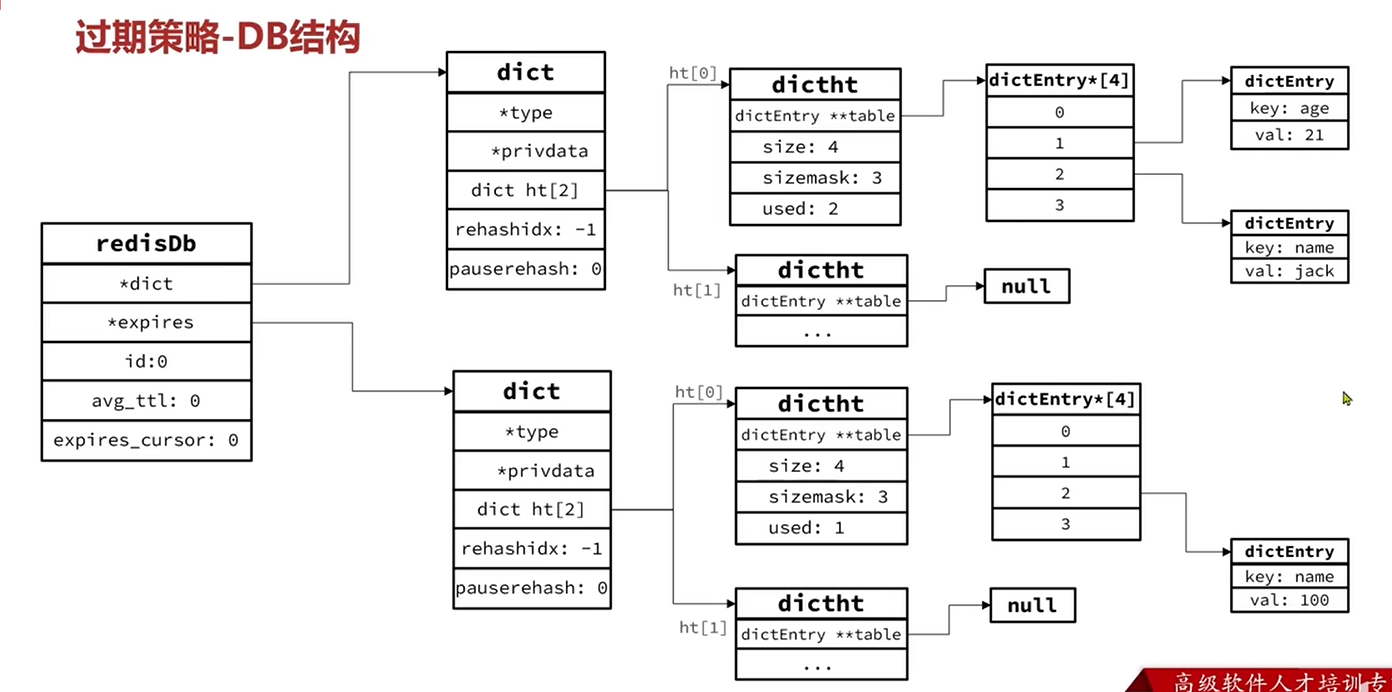 过期策略-DB结构
redisDb
*dict
*expires
id:0
avg_ttl: 0
expires_cursor: 0
dict
*type
*privdata
dict ht[2]
rehashidx: -1
pauserehash: 0
ht[0]
dictht
dictEntry **table
size: 4
sizemask: 3
used: 2
dictEntry*[4]
0
1
2
3
dictEntry
key: age
val: 21
dictEntry
key: name
val: jack
ht[1]
dictht
dictEntry **table
...
null
dict
*type
*privdata
dict ht[2]
rehashidx: -1
pauserehash: 0
ht[0]
dictht
dictEntry **table
size: 4
sizemask: 3
used: 1
dictEntry*[4]
0
1
2
3
dictEntry
key: name
val: 100
ht[1]
dictht
dictEntry **table
...
null
高级软件人才培训专